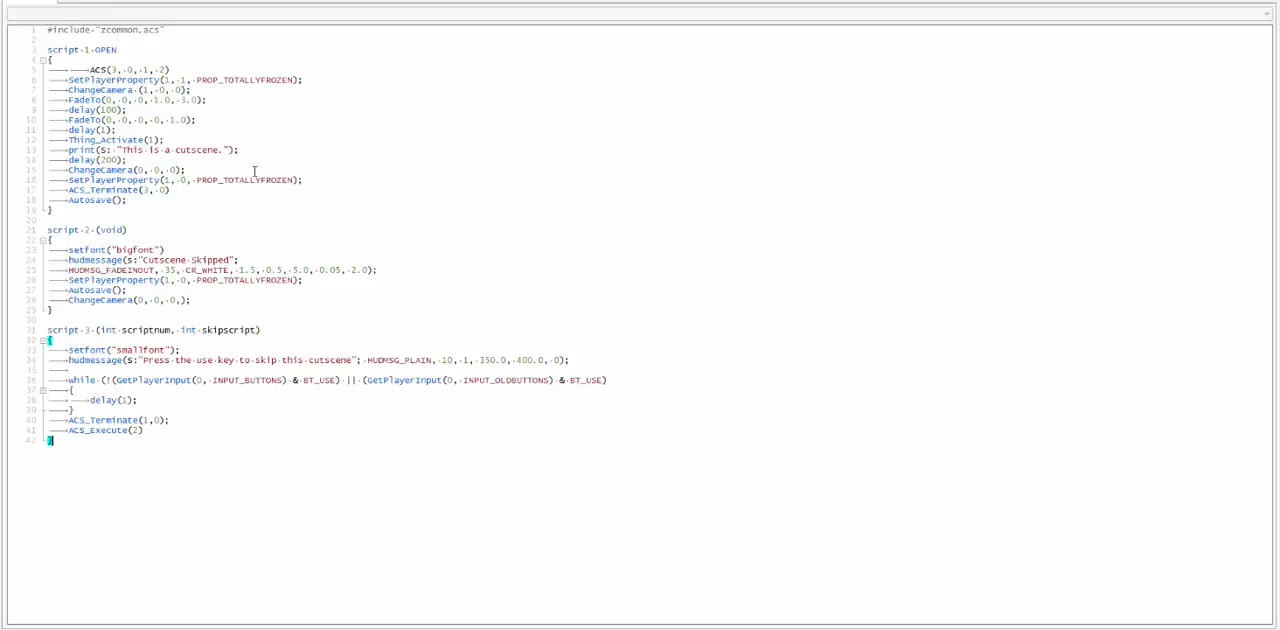 1 #include "zcommon.acs"
2
3 script 1 OPEN
4 {
5 ACS(3, 0, 1, 2)
6 SetPlayerProperty(1, 1, PROP_TOTALLYFROZEN);
7 ChangeCamera (1, 0, 0);
8 FadeTo(0, 0, 0, 1.0, 3.0);
9 delay(100);
10 FadeTo(0, 0, 0, 0, 1.0);
11 delay(1);
12 Thing_Activate(1);
13 print(s: "This is a cutscene.");
14 delay(200);
15 ChangeCamera(0, 0, 0);
16 SetPlayerProperty(1, 0, PROP_TOTALLYFROZEN);
17 ACS_Terminate(3, 0)
18 Autosave();
19 }
20
21 script 2 (void)
22 {
23 setfont("bigfont")
24 hudmessage(s:"Cutscene Skipped";
25 HUDMSG_FADEINOUT, 35, CR_WHITE, 1.5, 0.5, 5.0, 0.05, 2.0);
26 SetPlayerProperty(1, 0, PROP_TOTALLYFROZEN);
27 Autosave();
28 ChangeCamera(0, 0, 0,);
29 }
30
31 script 3 (int scriptnum, int skipscript)
32 {
33 setfont("smallfont");
34 hudmessage(s:"Press the use key to skip this cutscene"; HUDMSG_PLAIN, 10, 1, 350.0, 400.0, 0);
35
36 while (!(GetPlayerInput(0, INPUT_BUTTONS) & BT_USE) || (GetPlayerInput(0, INPUT_OLDBUTTONS) & BT_USE)
37 {
38 delay(1);
39 }
40 ACS_Terminate(1,0);
41 ACS_Execute(2)
42 }